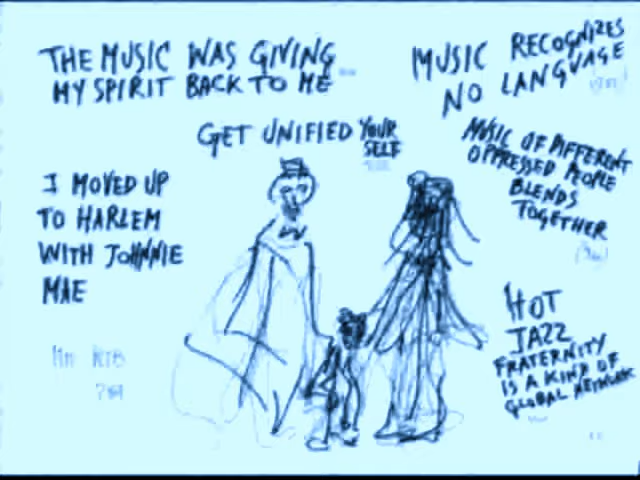 THE MUSIC WAS GIVING
MY SPIRIT BACK TO ME
MUSIC RECOGNIZES
NO LANGUAGE
GET UNIFIED YOUR
SELF
MUSIC OF DIFFERENT
OPPRESSED PEOPLE
BLENDS
TOGETHER
I MOVED UP
TO HARLEM
WITH JOHNNIE
MAE
HOT
JAZZ
FRATERNITY
IS A KIND OF
GLOBAL NETWORK